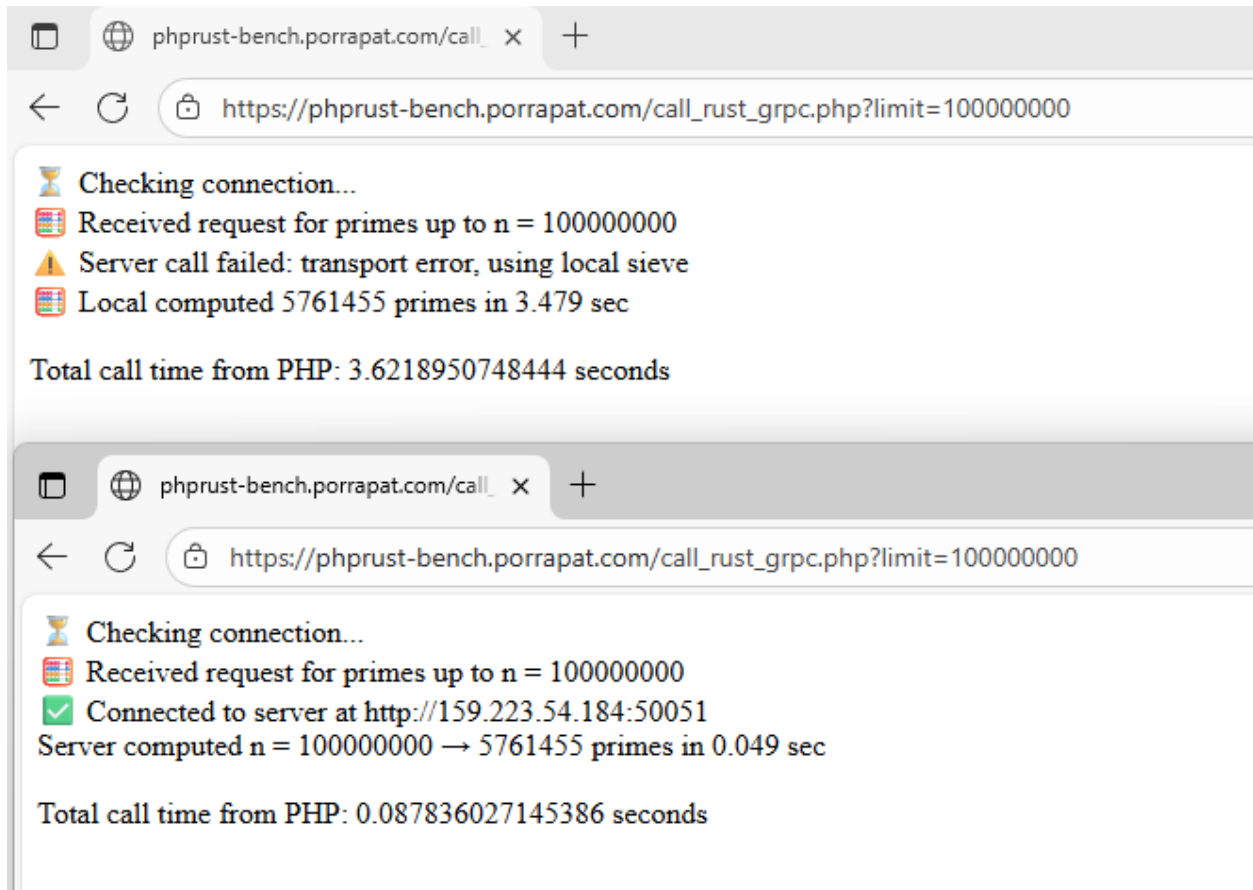 phprust-bench.porrapat.com/call_
https://phprust-bench.porrapat.com/call_rust_grpc.php?limit=100000000
⏳ Checking connection...
🧮 Received request for primes up to n = 100000000
⚠️ Server call failed: transport error, using local sieve
🧮 Local computed 5761455 primes in 3.479 sec
Total call time from PHP: 3.6218950748444 seconds
phprust-bench.porrapat.com/call_
https://phprust-bench.porrapat.com/call_rust_grpc.php?limit=100000000
⏳ Checking connection...
🧮 Received request for primes up to n = 100000000
✅ Connected to server at http://159.223.54.184:50051
Server computed n = 100000000 → 5761455 primes in 0.049 sec
Total call time from PHP: 0.087836027145386 seconds